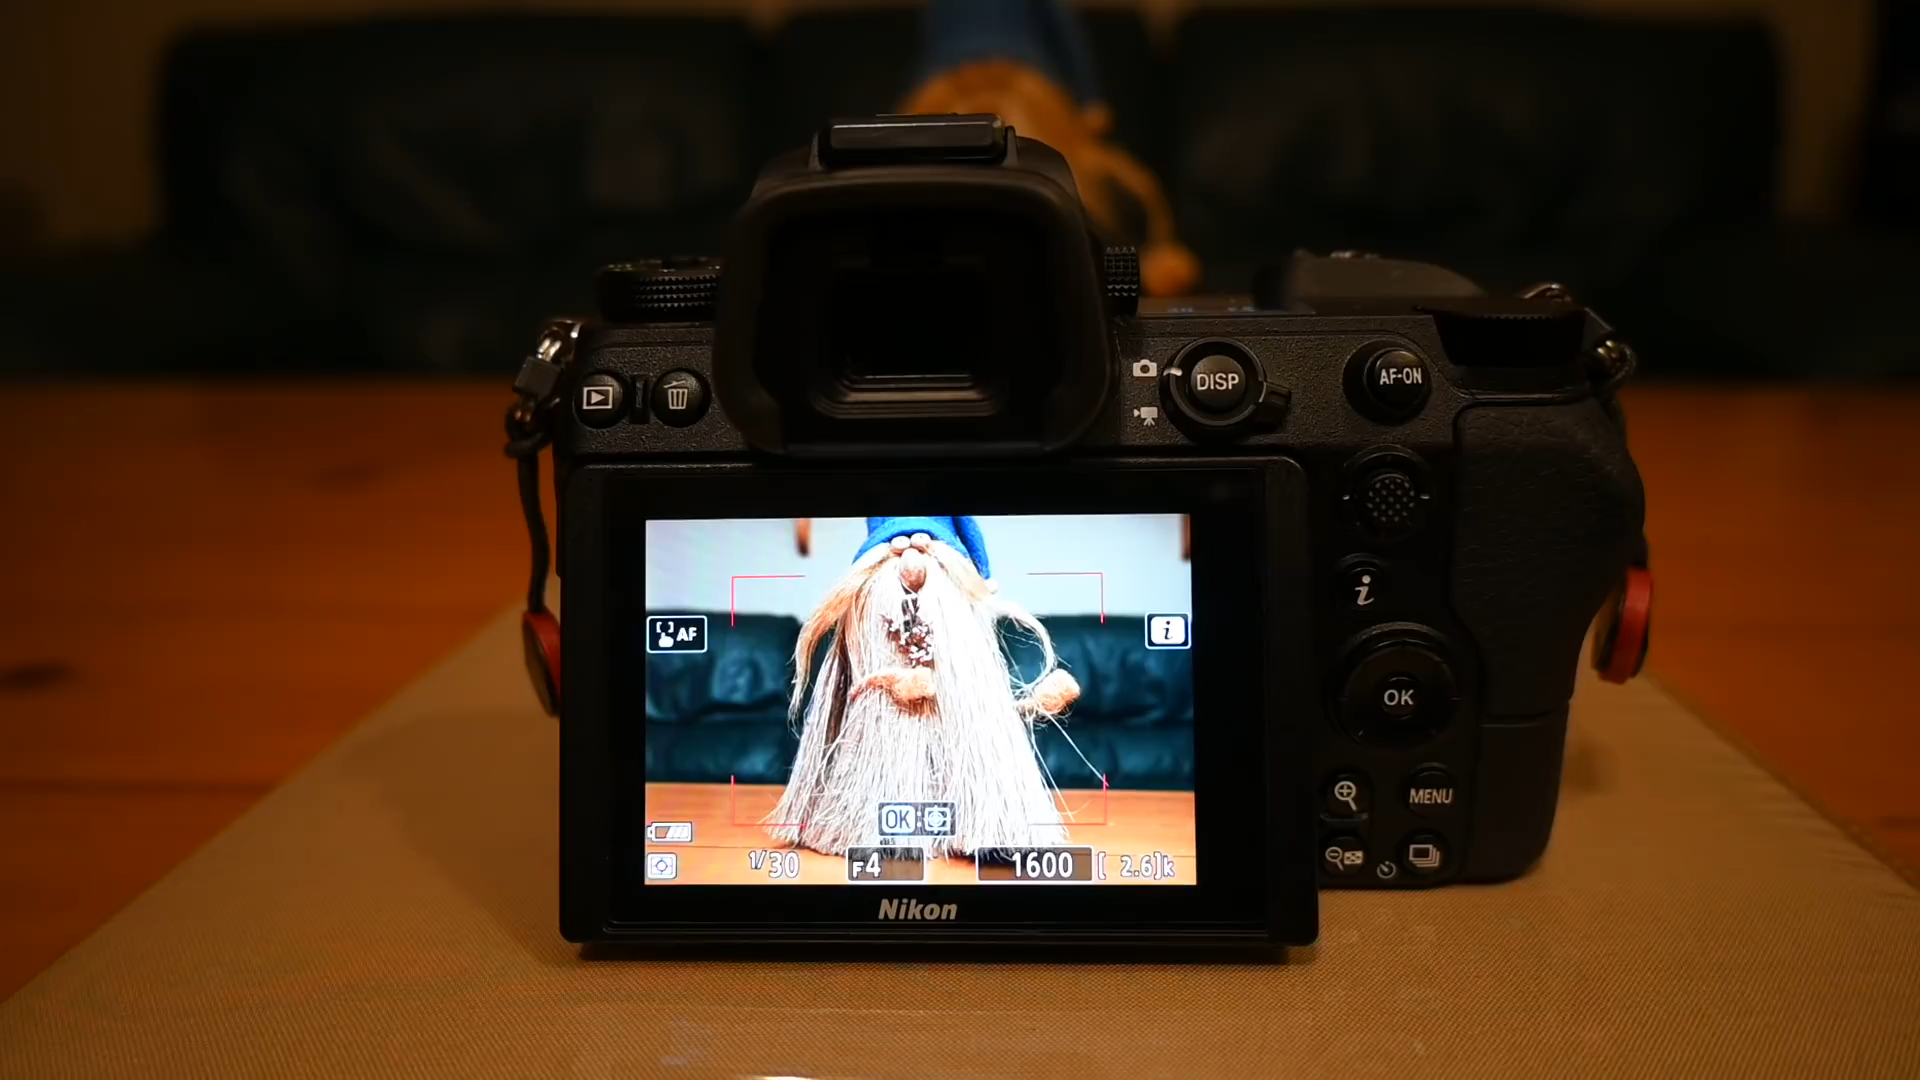 DISP
AF-ON
i
AF
i
OK
OK:
MENU
1/30 F4 1600 [ 2.6]k
Nikon